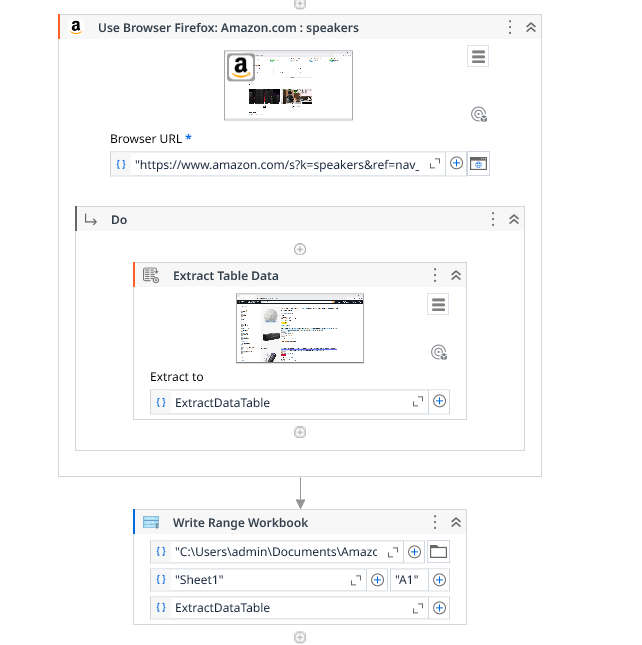 Use Browser Firefox: Amazon.com : speakers
Browser URL *
"https://www.amazon.com/s?k=speakers&ref=nav_
Do
Extract Table Data
Extract to
ExtractDataTable
Write Range Workbook
"C:\Users\admin\Documents\Amazc
"Sheet1" "A1"
ExtractDataTable